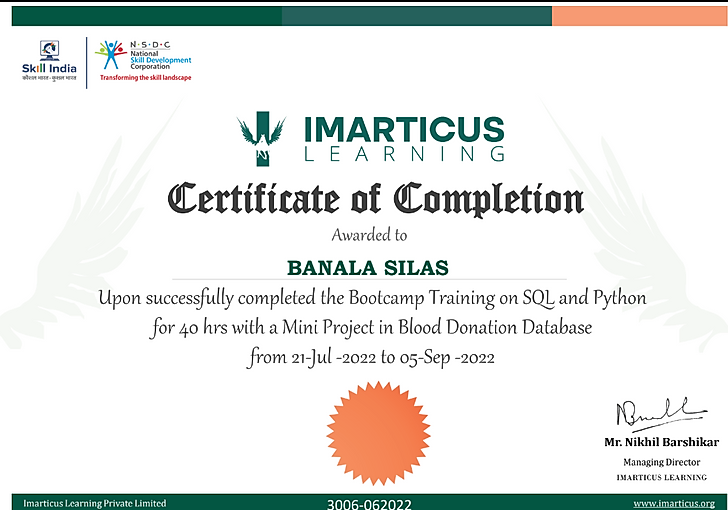 Skill India
कौशल भारत - कुशल भारत
N·S·D·C
National
Skill Development
Corporation
Transforming the skill landscape
IMARTICUS
LEARNING
Certificate of Completion
Awarded to
BANALA SILAS
Upon successfully completed the Bootcamp Training on SQL and Python
for 40 hrs with a Mini Project in Blood Donation Database
from 21-Jul -2022 to 05-Sep -2022
Mr. Nikhil Barshikar
Managing Director
IMARTICUS LEARNING
Imarticus Learning Private Limited
3006-062022
www.imarticus.org